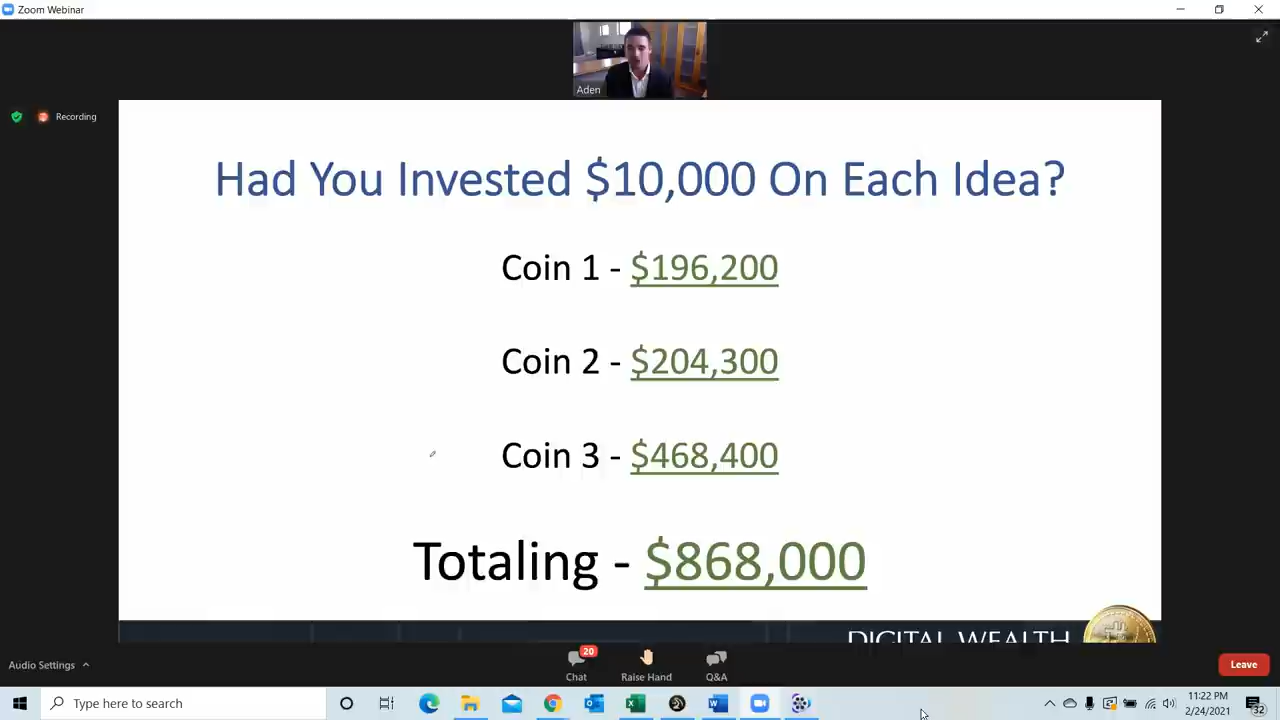 Zoom Webinar
Aden
Recording
Had You Invested $10,000 On Each Idea?
Coin 1 - $196,200
Coin 2 - $204,300
Coin 3 - $468,400
Totaling - $868,000
DIGITAL WEALTH
Audio Settings
20
Chat
Raise Hand
Q&A
Leave
Type here to search
11:22 PM
2/24/2021
32